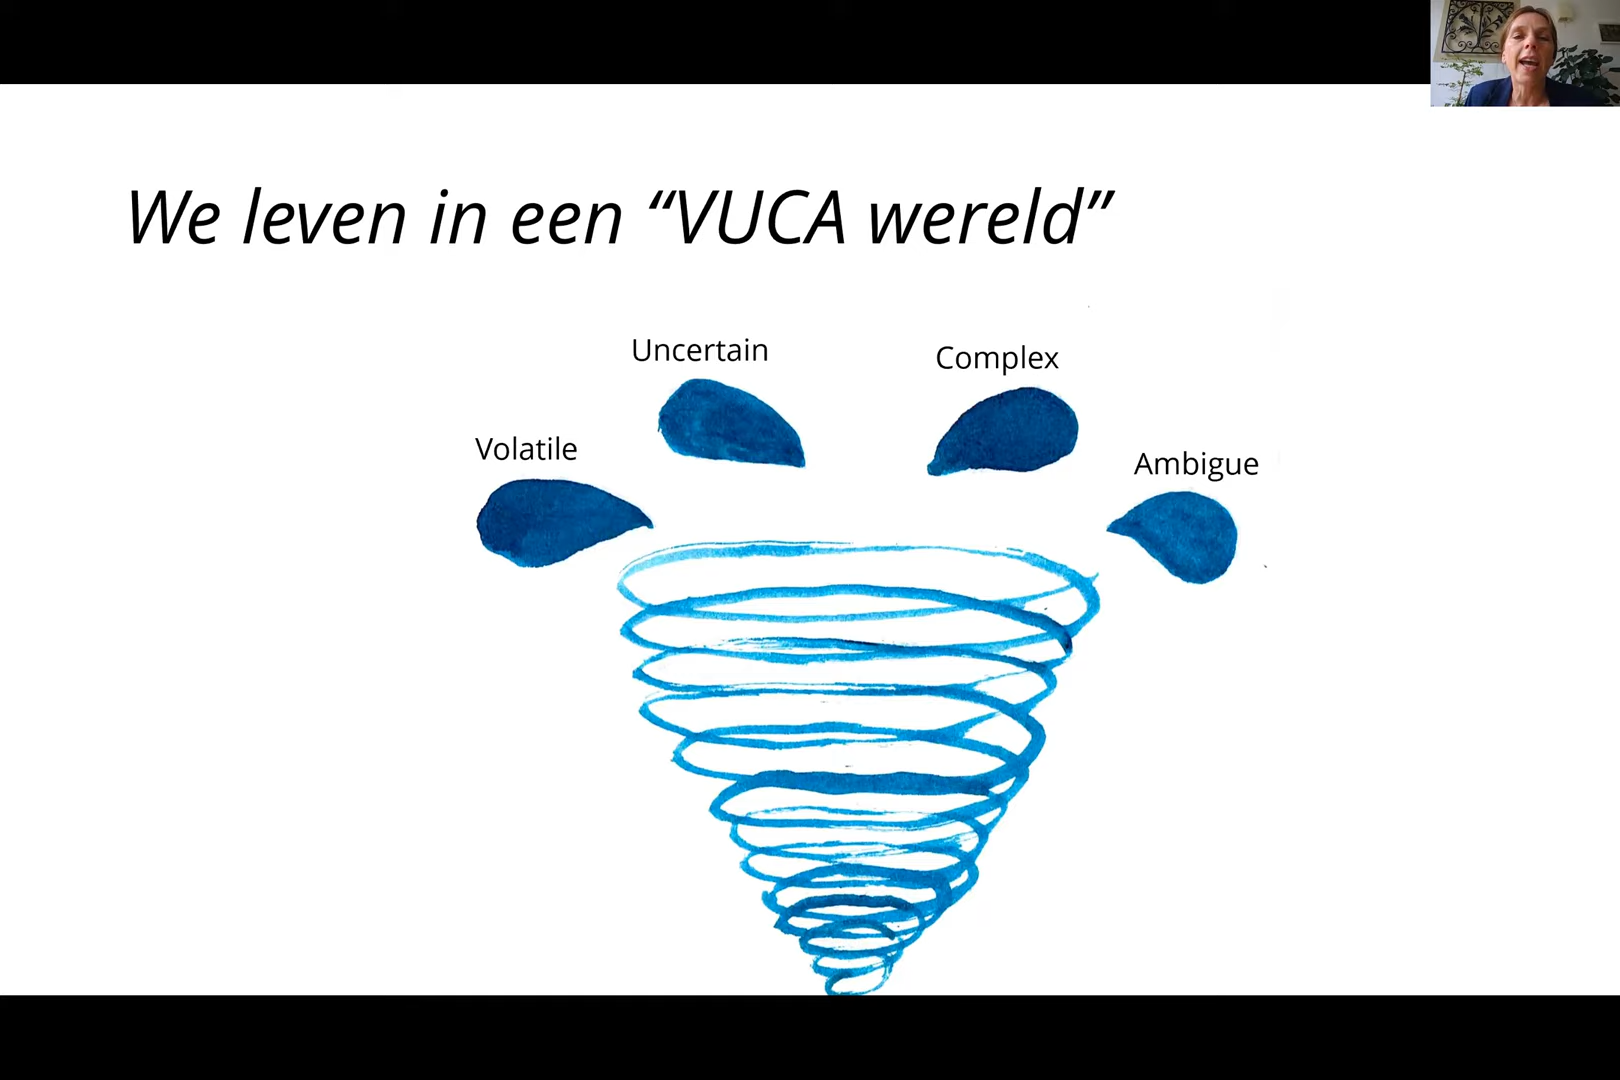 We leven in een “VUCA wereld”
Uncertain
Complex
Volatile
Ambigue